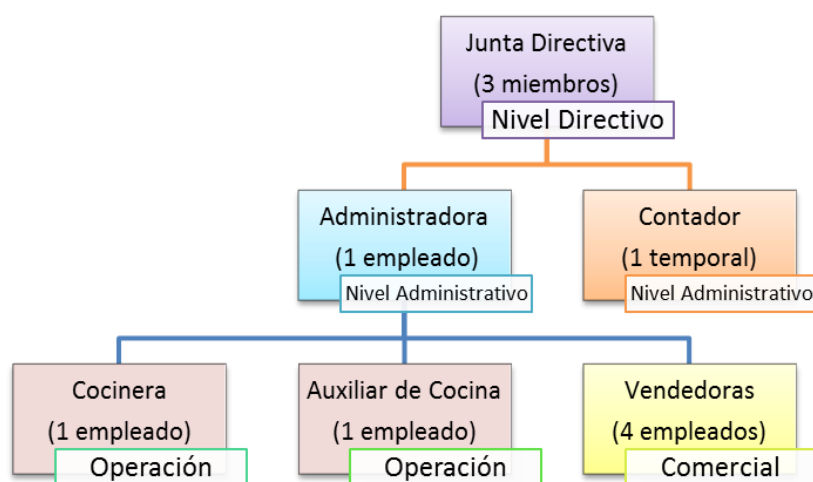 Junta Directiva
(3 miembros)
Nivel Directivo
Administradora
(1 empleado)
Nivel Administrativo
Contador
(1 temporal)
Nivel Administrativo
Cocinera
(1 empleado)
Operación
Auxiliar de Cocina
(1 empleado)
Operación
Vendedoras
(4 empleados)
Comercial